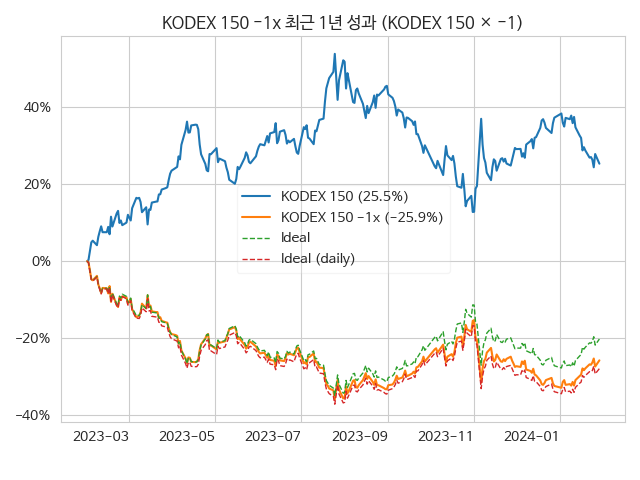 KODEX 150 −1x 최근 1년 성과 (KODEX 150 × −1)
40%
20%
0%
−20%
−40%
KODEX 150 (25.5%)
KODEX 150 −1x (−25.9%)
Ideal
Ideal (daily)
2023−03
2023−05
2023−07
2023−09
2023−11
2024−01